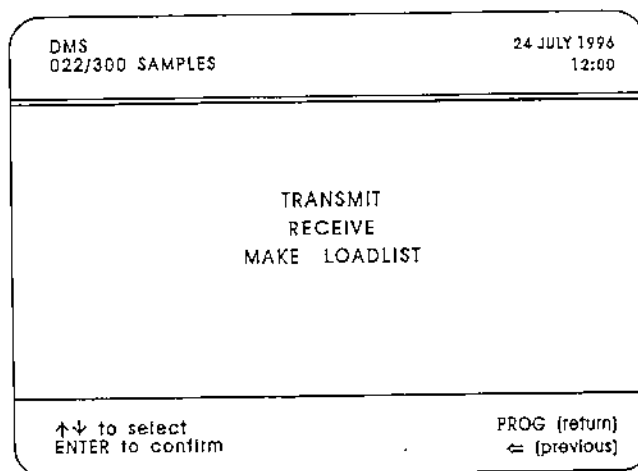 DMS
24 JULY 1996
022/300 SAMPLES
12:00
TRANSMIT
RECEIVE
MAKE LOADLIST
↑↓ to select
PROG (return)
ENTER to confirm
⇐ (previous)